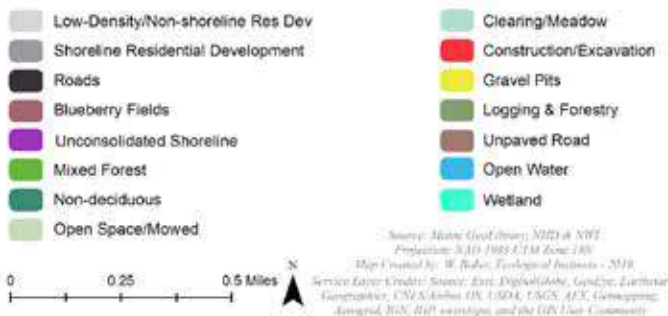 Low-Density/Non-shoreline Res Dev
Shoreline Residential Development
Roads
Blueberry Fields
Unconsolidated Shoreline
Mixed Forest
Non-deciduous
Open Space/Mowed
Clearing/Meadow
Construction/Excavation
Gravel Pits
Logging & Forestry
Unpaved Road
Open Water
Wetland
0 0.25 0.5 Miles
N
Source: Maine GeoLibrary, NHD & NWI
Projection: NAD 1983 UTM Zone 19N
Map Created by: W. Ecological Instincts - 2018
Service Layer Credits: Source: Esri, DigitalGlobe, GeoEye, Earthstar
Geographics, CNES/Airbus DS, USDA, USGS, AEX, Getmapping,
Aerogrid, IGN, IGP, swisstopo, and the GIS User Community